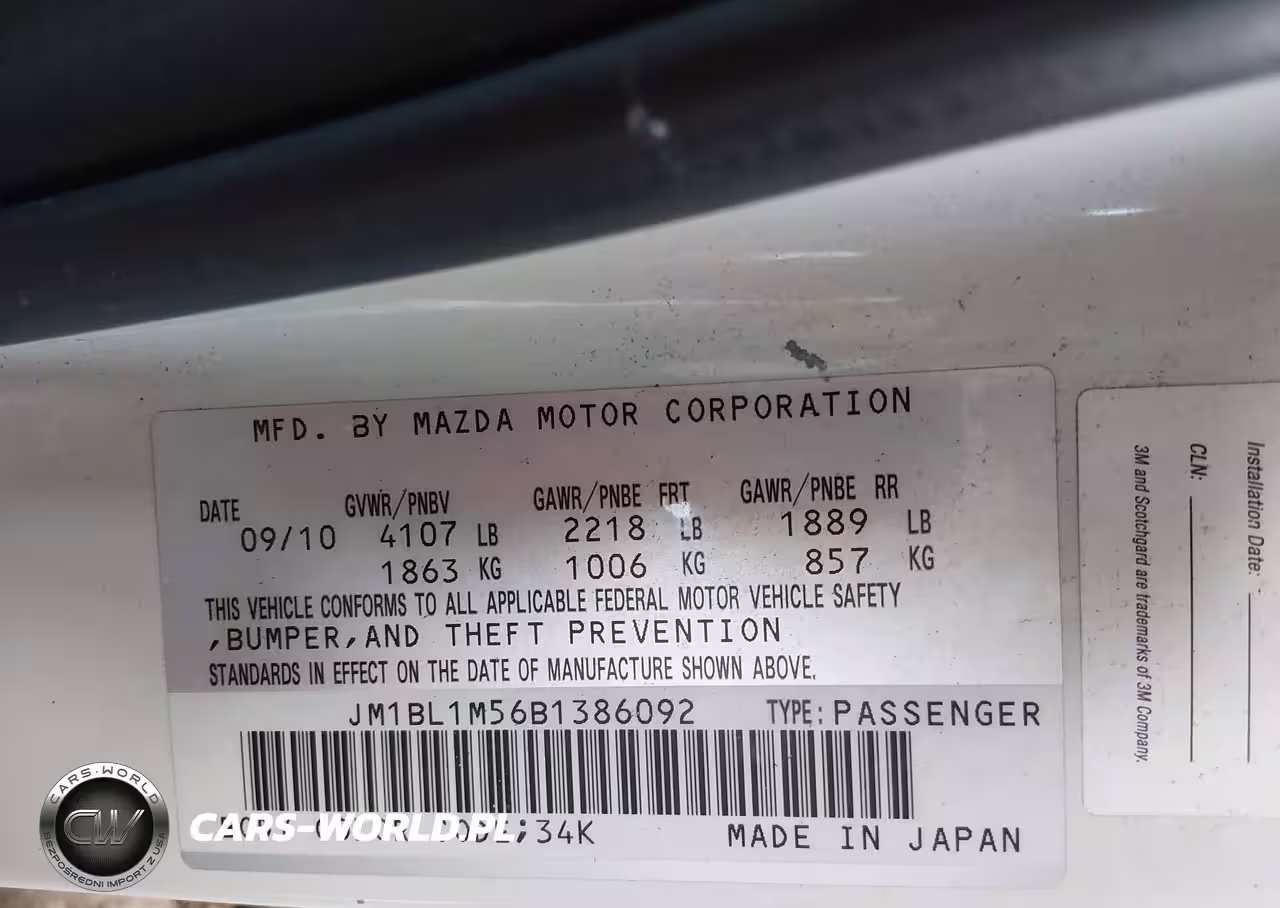 MFD. BY MAZDA MOTOR CORPORATION
DATE GVWR/PNBV GAWR/PNBE FRT GAWR/PNBE RR
09/10 4107 LB 2218 LB 1889 LB
1863 KG 1006 KG 857 KG
THIS VEHICLE CONFORMS TO ALL APPLICABLE FEDERAL MOTOR VEHICLE SAFETY
,BUMPER,AND THEFT PREVENTION
STANDARDS IN EFFECT ON THE DATE OF MANUFACTURE SHOWN ABOVE.
JM1BL1M56B1386092 TYPE:PASSENGER
;34K MADE IN JAPAN
CARS-WORLD.PL
CARS-WORLD
CW
BEZPOŚREDNI IMPORT Z USA
Installation Date:
CLN:
3M and Scotchgard are trademarks of 3M Company.